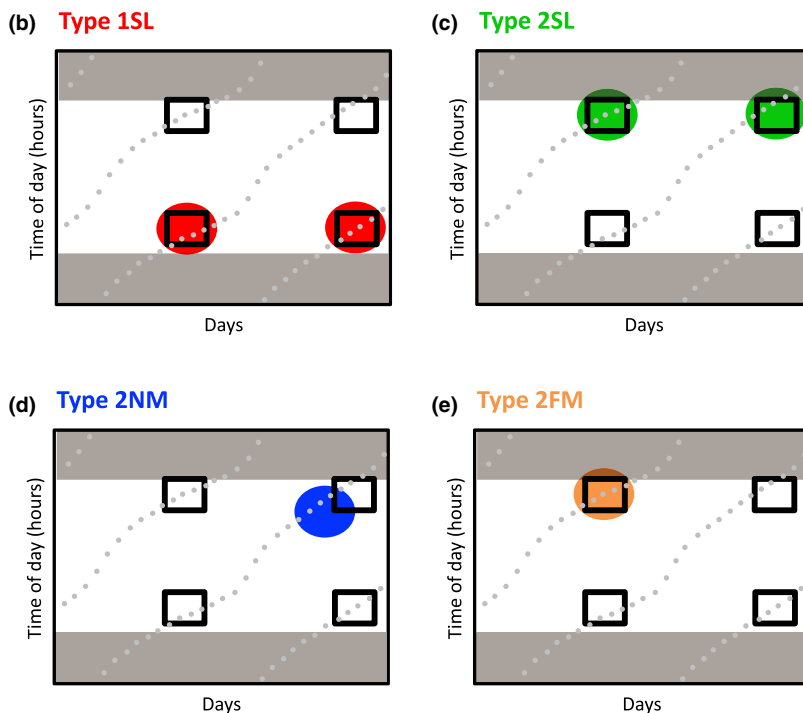 (b) Type 1SL
Time of day (hours)
Days
(c) Type 2SL
Time of day (hours)
Days
(d) Type 2NM
Time of day (hours)
Days
(e) Type 2FM
Time of day (hours)
Days